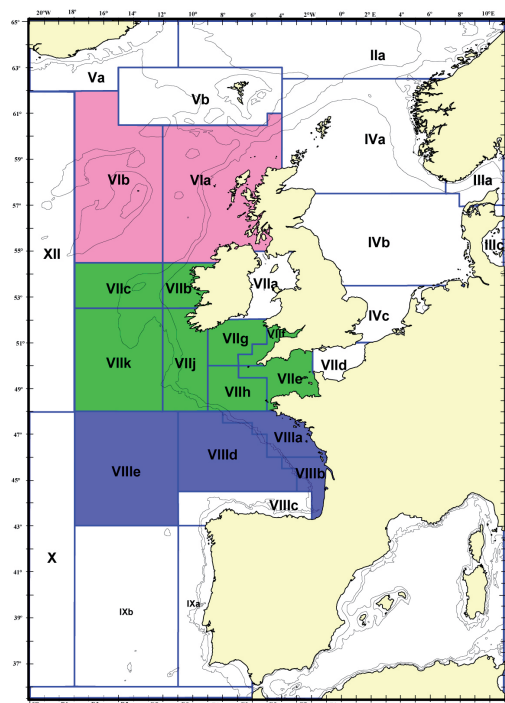 20°W 18° 16° 14° 12° 10° 8° 6° 4° 2°W 0° 2° E 4° 6° 8° 10°E
65°
IIa
Va
63°
Vb
61°
IVa
59°
VIb VIa
IIIa
57°
IVb
IIIc
55°
XII
VIIa
VIIc VIIb
53°
IVc
VIIg VIIf
51°
VIIk VIIj VIIe VIId
VIIh
49°
47°
VIIIa
VIIId
VIIIe VIIIb
45°
VIIIc
43°
X
41°
IXb IXa
39°
37°